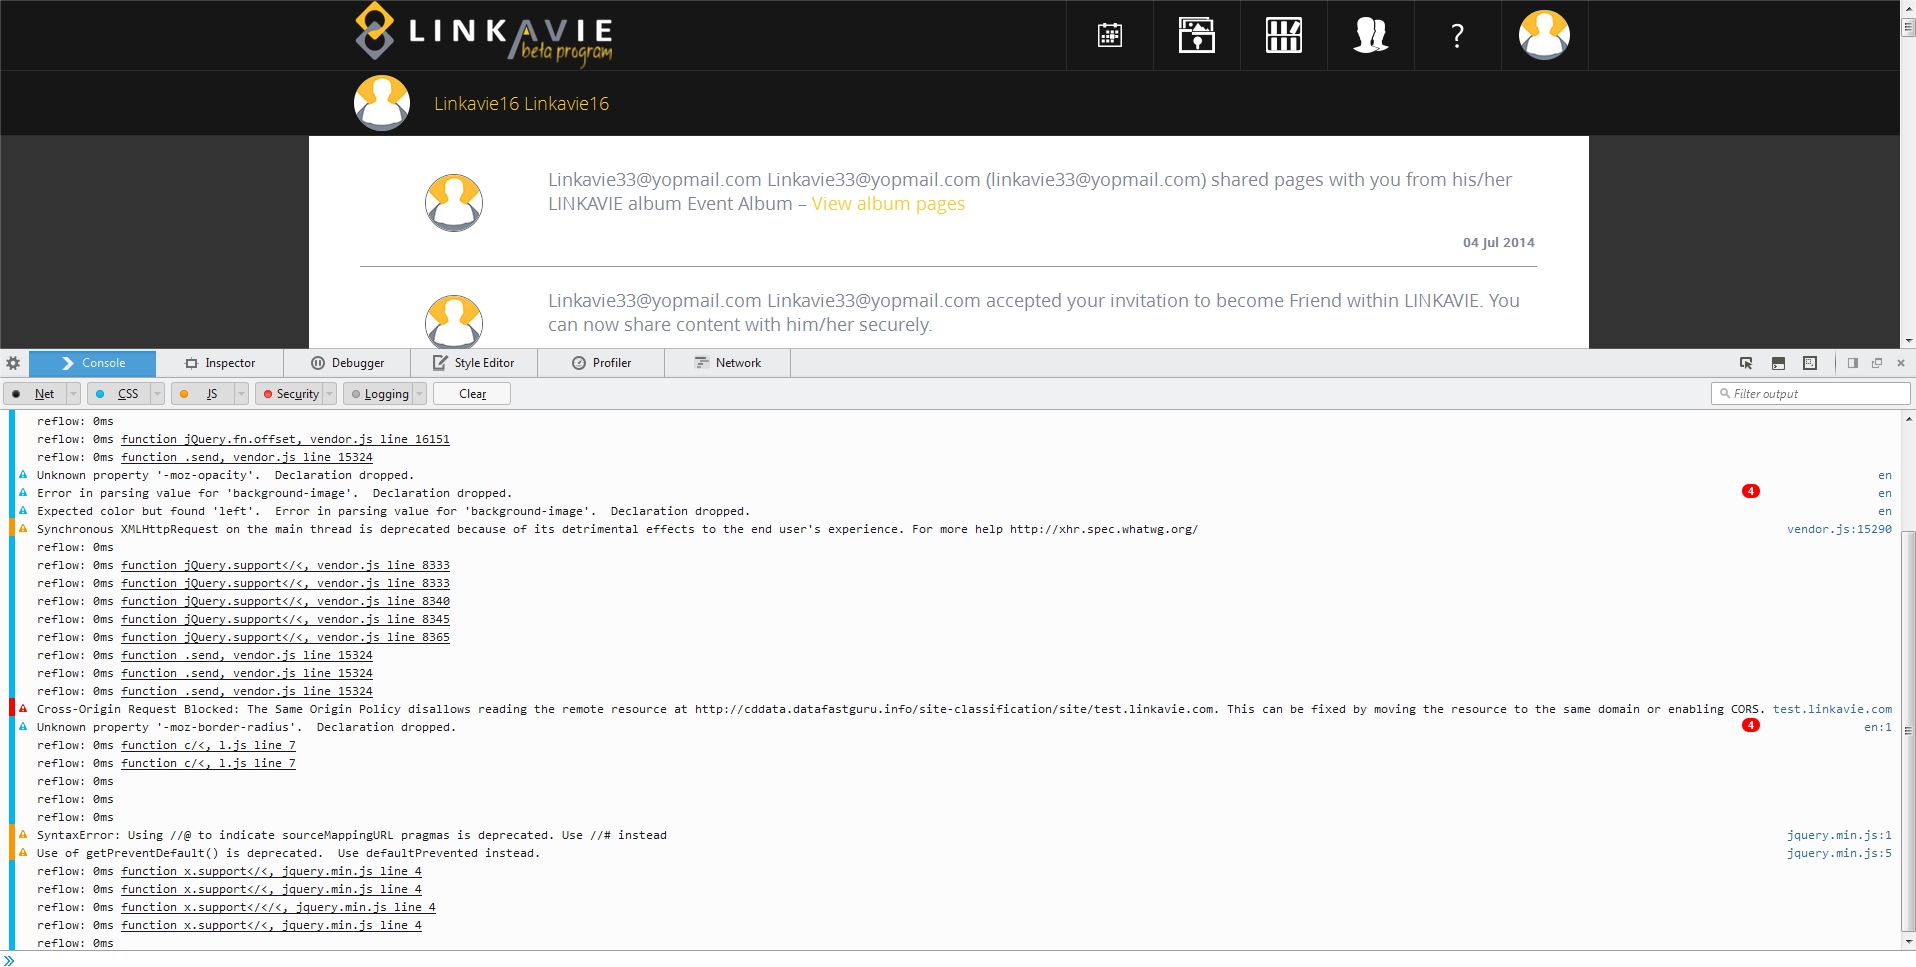 LINKAVIE
beta program
?
Linkavie16 Linkavie16
Linkavie33@yopmail.com Linkavie33@yopmail.com (linkavie33@yopmail.com) shared pages with you from his/her
LINKAVIE album Event Album – View album pages
04 Jul 2014
Linkavie33@yopmail.com Linkavie33@yopmail.com accepted your invitation to become Friend within LINKAVIE. You
can now share content with him/her securely.
Console Inspector Debugger Style Editor Profiler Network
Net CSS JS Security Logging Clear Filter output
reflow: 0ms
reflow: 0ms function jQuery.fn.offset, vendor.js line 16151
reflow: 0ms function .send, vendor.js line 15324
Unknown property '-moz-opacity'.  Declaration dropped. en
Error in parsing value for 'background-image'.  Declaration dropped. 4 en
Expected color but found 'left'.  Error in parsing value for 'background-image'.  Declaration dropped. en
Synchronous XMLHttpRequest on the main thread is deprecated because of its detrimental effects to the end user's experience. For more help http://xhr.spec.whatwg.org/ vendor.js:15290
reflow: 0ms
reflow: 0ms function jQuery.support</<, vendor.js line 8333
reflow: 0ms function jQuery.support</<, vendor.js line 8333
reflow: 0ms function jQuery.support</<, vendor.js line 8340
reflow: 0ms function jQuery.support</<, vendor.js line 8345
reflow: 0ms function jQuery.support</<, vendor.js line 8365
reflow: 0ms function .send, vendor.js line 15324
reflow: 0ms function .send, vendor.js line 15324
reflow: 0ms function .send, vendor.js line 15324
Cross-Origin Request Blocked: The Same Origin Policy disallows reading the remote resource at http://cddata.datafastguru.info/site-classification/site/test.linkavie.com. This can be fixed by moving the resource to the same domain or enabling CORS. test.linkavie.com
Unknown property '-moz-border-radius'.  Declaration dropped. 4 en:1
reflow: 0ms function c/<, l.js line 7
reflow: 0ms function c/<, l.js line 7
reflow: 0ms
reflow: 0ms
reflow: 0ms
SyntaxError: Using //@ to indicate sourceMappingURL pragmas is deprecated. Use //# instead jquery.min.js:1
Use of getPreventDefault() is deprecated.  Use defaultPrevented instead. jquery.min.js:5
reflow: 0ms function x.support</<, jquery.min.js line 4
reflow: 0ms function x.support</<, jquery.min.js line 4
reflow: 0ms function x.support</</<, jquery.min.js line 4
reflow: 0ms function x.support</<, jquery.min.js line 4
reflow: 0ms